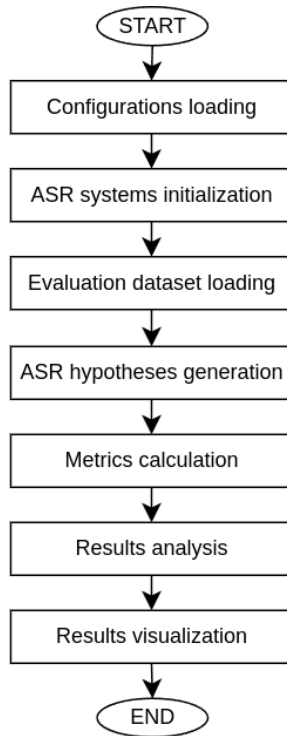 START
Configurations loading
ASR systems initialization
Evaluation dataset loading
ASR hypotheses generation
Metrics calculation
Results analysis
Results visualization
END